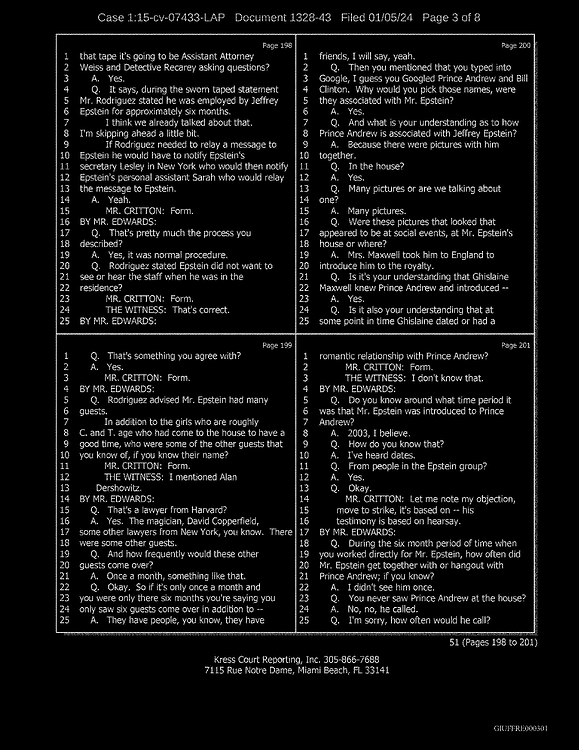 Case 1:15-cv-07433-LAP Document 1328-43 Filed 01/05/24 Page 3 of 8
Page 198
1 that tape it's going to be Assistant Attorney
2 Weiss and Detective Recarey asking questions?
3 A. Yes.
4 Q. It says, during the sworn taped statement
5 Mr. Rodriguez stated he was employed by Jeffrey
6 Epstein for approximately six months.
7 I think we already talked about that.
8 I'm skipping ahead a little bit.
9 If Rodriguez needed to relay a message to
10 Epstein he would have to notify Epstein's
11 secretary Lesley in New York who would then notify
12 Epstein's personal assistant Sarah who would relay
13 the message to Epstein.
14 A. Yeah.
15 MR. CRITTON: Form.
16 BY MR. EDWARDS:
17 Q. That's pretty much the process you
18 described?
19 A. Yes, it was normal procedure.
20 Q. Rodriguez stated Epstein did not want to
21 see or hear the staff when he was in the
22 residence?
23 MR. CRITTON: Form.
24 THE WITNESS: That's correct.
25 BY MR. EDWARDS:
Page 199
1 Q. That's something you agree with?
2 A. Yes.
3 MR. CRITTON: Form.
4 BY MR. EDWARDS:
5 Q. Rodriguez advised Mr. Epstein had many
6 guests.
7 In addition to the girls who are roughly
8 C. and T. age who had come to the house to have a
9 good time, who were some of the other guests that
10 you know of, if you know their name?
11 MR. CRITTON: Form.
12 THE WITNESS: I mentioned Alan
13 Dershowitz.
14 BY MR. EDWARDS:
15 Q. That's a lawyer from Harvard?
16 A. Yes. The magician, David Copperfield,
17 some other lawyers from New York, you know. There
18 were some other guests.
19 Q. And how frequently would these other
20 guests come over?
21 A. Once a month, something like that.
22 Q. Okay. So if it's only once a month and
23 you were only there six months you're saying you
24 only saw six guests come over in addition to --
25 A. They have people, you know, they have
Page 200
1 friends, I will say, yeah.
2 Q. Then you mentioned that you typed into
3 Google, I guess you Googled Prince Andrew and Bill
4 Clinton. Why would you pick those names, were
5 they associated with Mr. Epstein?
6 A. Yes.
7 Q. And what is your understanding as to how
8 Prince Andrew is associated with Jeffrey Epstein?
9 A. Because there were pictures with him
10 together.
11 Q. In the house?
12 A. Yes.
13 Q. Many pictures or are we talking about
14 one?
15 A. Many pictures.
16 Q. Were these pictures that looked that
17 appeared to be at social events, at Mr. Epstein's
18 house or where?
19 A. Mrs. Maxwell took him to England to
20 introduce him to the royalty.
21 Q. Is it your understanding that Ghislaine
22 Maxwell knew Prince Andrew and introduced --
23 A. Yes.
24 Q. Is it also your understanding that at
25 some point in time Ghislaine dated or had a
Page 201
1 romantic relationship with Prince Andrew?
2 MR. CRITTON: Form.
3 THE WITNESS: I don't know that.
4 BY MR. EDWARDS:
5 Q. Do you know around what time period it
6 was that Mr. Epstein was introduced to Prince
7 Andrew?
8 A. 2003, I believe.
9 Q. How do you know that?
10 A. I've heard dates.
11 Q. From people in the Epstein group?
12 A. Yes.
13 Q. Okay.
14 MR. CRITTON: Let me note my objection,
15 move to strike, it's based on -- his
16 testimony is based on hearsay.
17 BY MR. EDWARDS:
18 Q. During the six month period of time when
19 you worked directly for Mr. Epstein, how often did
20 Mr. Epstein get together with or hangout with
21 Prince Andrew; if you know?
22 A. I didn't see him once.
23 Q. You never saw Prince Andrew at the house?
24 A. No, no, he called.
25 Q. I'm sorry, how often would he call?
51 (Pages 198 to 201)
Kress Court Reporting, Inc. 305-866-7688
7115 Rue Notre Dame, Miami Beach, FL 33141
GIUFFRE000301